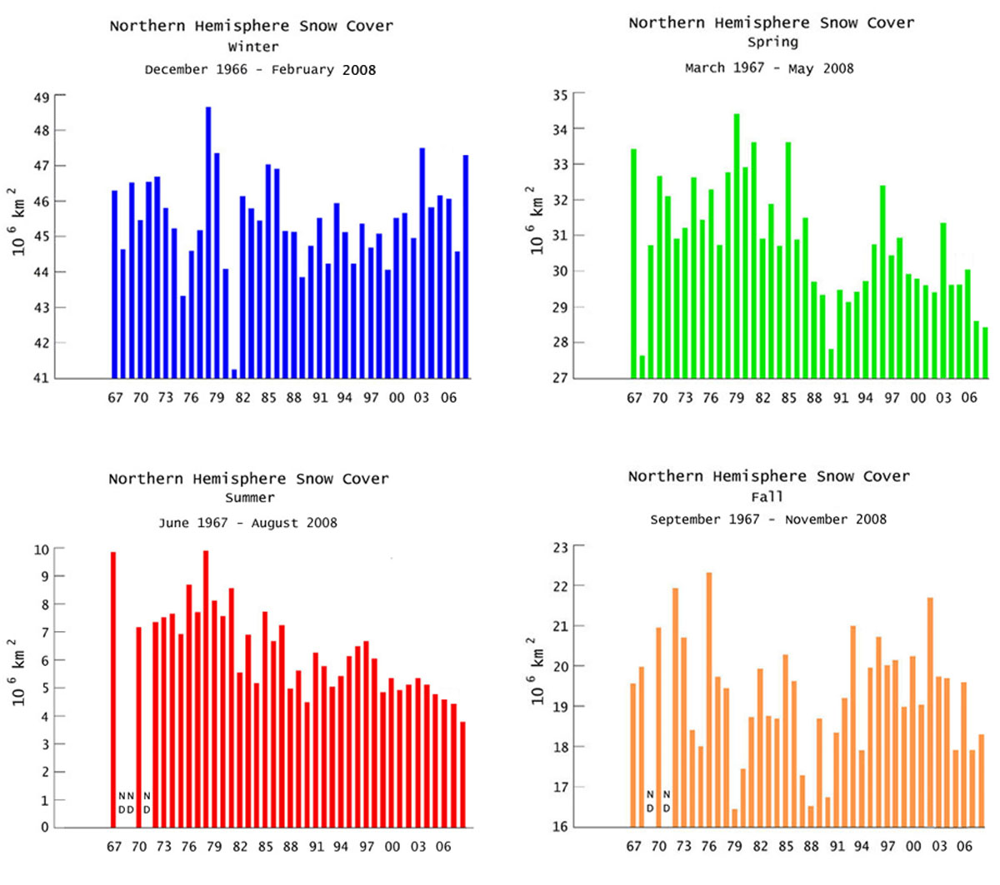 Northern Hemisphere Snow Cover
Winter
December 1966 - February 2008
49
48
47
46
45
44
43
42
41
10 6 km 2
67 70 73 76 79 82 85 88 91 94 97 00 03 06
Northern Hemisphere Snow Cover
Spring
March 1967 - May 2008
35
34
33
32
31
30
29
28
27
10 6 km 2
67 70 73 76 79 82 85 88 91 94 97 00 03 06
Northern Hemisphere Snow Cover
Summer
June 1967 - August 2008
10
9
8
7
6
5
4
3
2
1
0
10 6 km 2
N N N
D D D
67 70 73 76 79 82 85 88 91 94 97 00 03 06
Northern Hemisphere Snow Cover
Fall
September 1967 - November 2008
23
22
21
20
19
18
17
16
10 6 km 2
N N
D D
67 70 73 76 79 82 85 88 91 94 97 00 03 06